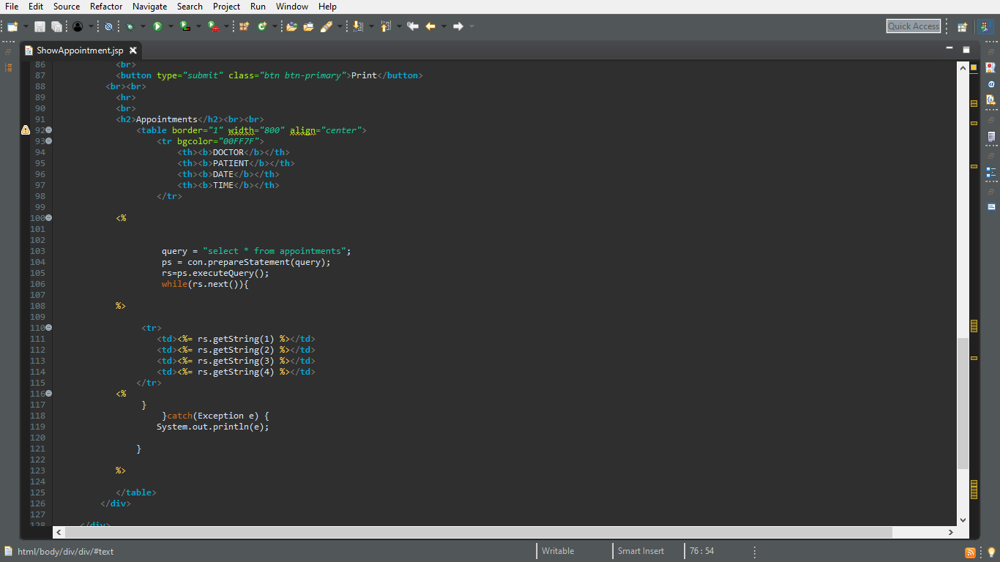 File Edit Source Refactor Navigate Search Project Run Window Help
Quick Access
ShowAppointment.jsp
86 <br>
87 <button type="submit" class="btn btn-primary">Print</button>
88 <br><br>
89 <hr>
90 <br>
91 <h2>Appointments</h2><br><br>
92 <table border="1" width="800" align="center">
93 <tr bgcolor="00FF7F">
94 <th><b>DOCTOR</b></th>
95 <th><b>PATIENT</b></th>
96 <th><b>DATE</b></th>
97 <th><b>TIME</b></th>
98 </tr>
99
100 <%
101
102
103 query = "select * from appointments";
104 ps = con.prepareStatement(query);
105 rs=ps.executeQuery();
106 while(rs.next()){
107
108 %>
109
110 <tr>
111 <td><%= rs.getString(1) %></td>
112 <td><%= rs.getString(2) %></td>
113 <td><%= rs.getString(3) %></td>
114 <td><%= rs.getString(4) %></td>
115 </tr>
116 <%
117 }
118 }catch(Exception e) {
119 System.out.println(e);
120
121 }
122
123 %>
124
125 </table>
126 </div>
127
128 </div>
html/body/div/div/#text Writable Smart Insert 76 : 54